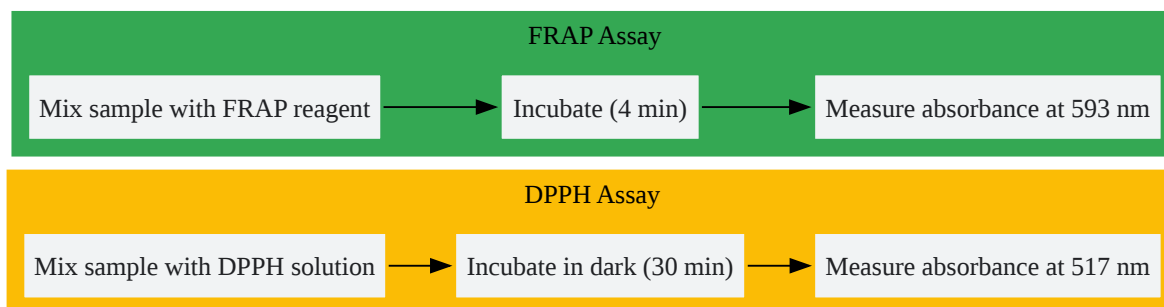 FRAP Assay
Mix sample with FRAP reagent
Incubate (4 min)
Measure absorbance at 593 nm
DPPH Assay
Mix sample with DPPH solution
Incubate in dark (30 min)
Measure absorbance at 517 nm